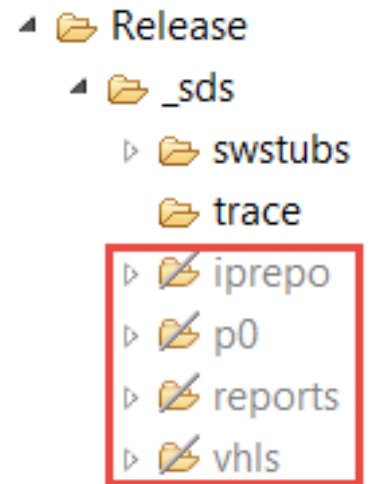 Release
_sds
swstubs
trace
iprepo
p0
reports
vhls